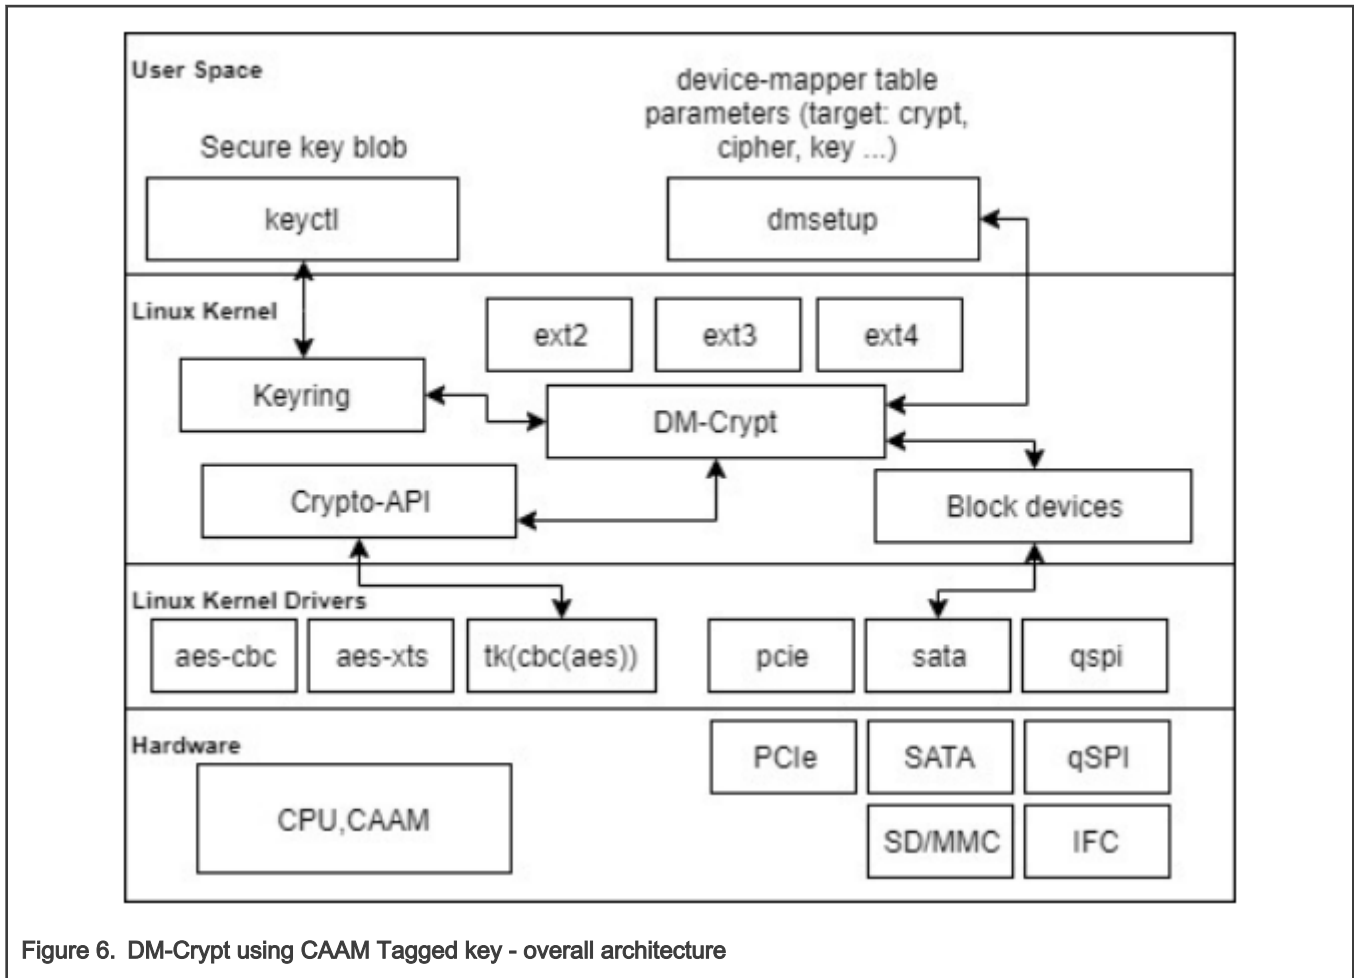 User Space
device-mapper table
parameters (target: crypt,
cipher, key ...)
Secure key blob
keyctl
dmsetup
Linux Kernel
ext2
ext3
ext4
Keyring
DM-Crypt
Crypto-API
Block devices
Linux Kernel Drivers
aes-cbc
aes-xts
tk(cbc(aes))
pcie
sata
qspi
Hardware
PCIe
SATA
qSPI
CPU,CAAM
SD/MMC
IFC
Figure 6. DM-Crypt using CAAM Tagged key - overall architecture